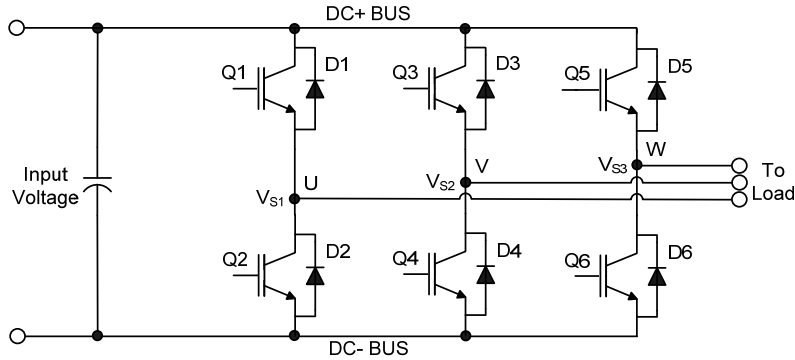 DC+ BUS
Q1
D1
Q3
D3
Q5
D5
Input
Voltage
U
V
W
VS1
VS2
VS3
To
Load
Q2
D2
Q4
D4
Q6
D6
DC- BUS